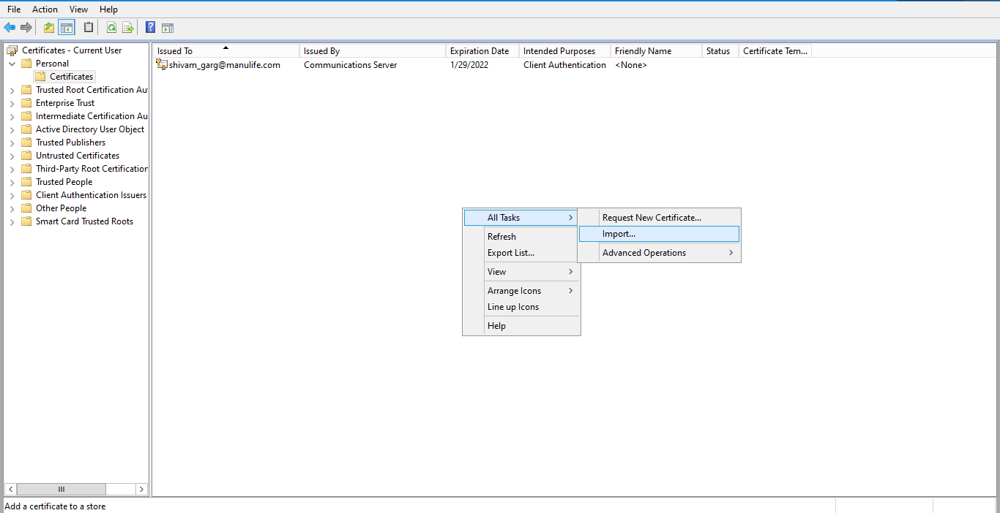 File Action View Help
Issued To Issued By Expiration Date Intended Purposes Friendly Name Status Certificate Tem...
shivam_garg@manulife.com Communications Server 1/29/2022 Client Authentication <None>
Certificates - Current User
Personal
Certificates
Trusted Root Certification Au
Enterprise Trust
Intermediate Certification Au
Active Directory User Object
Trusted Publishers
Untrusted Certificates
Third-Party Root Certification
Trusted People
Client Authentication Issuers
Other People
Smart Card Trusted Roots
All Tasks
Refresh
Export List...
View
Arrange Icons
Line up Icons
Help
Request New Certificate...
Import...
Advanced Operations
Add a certificate to a store